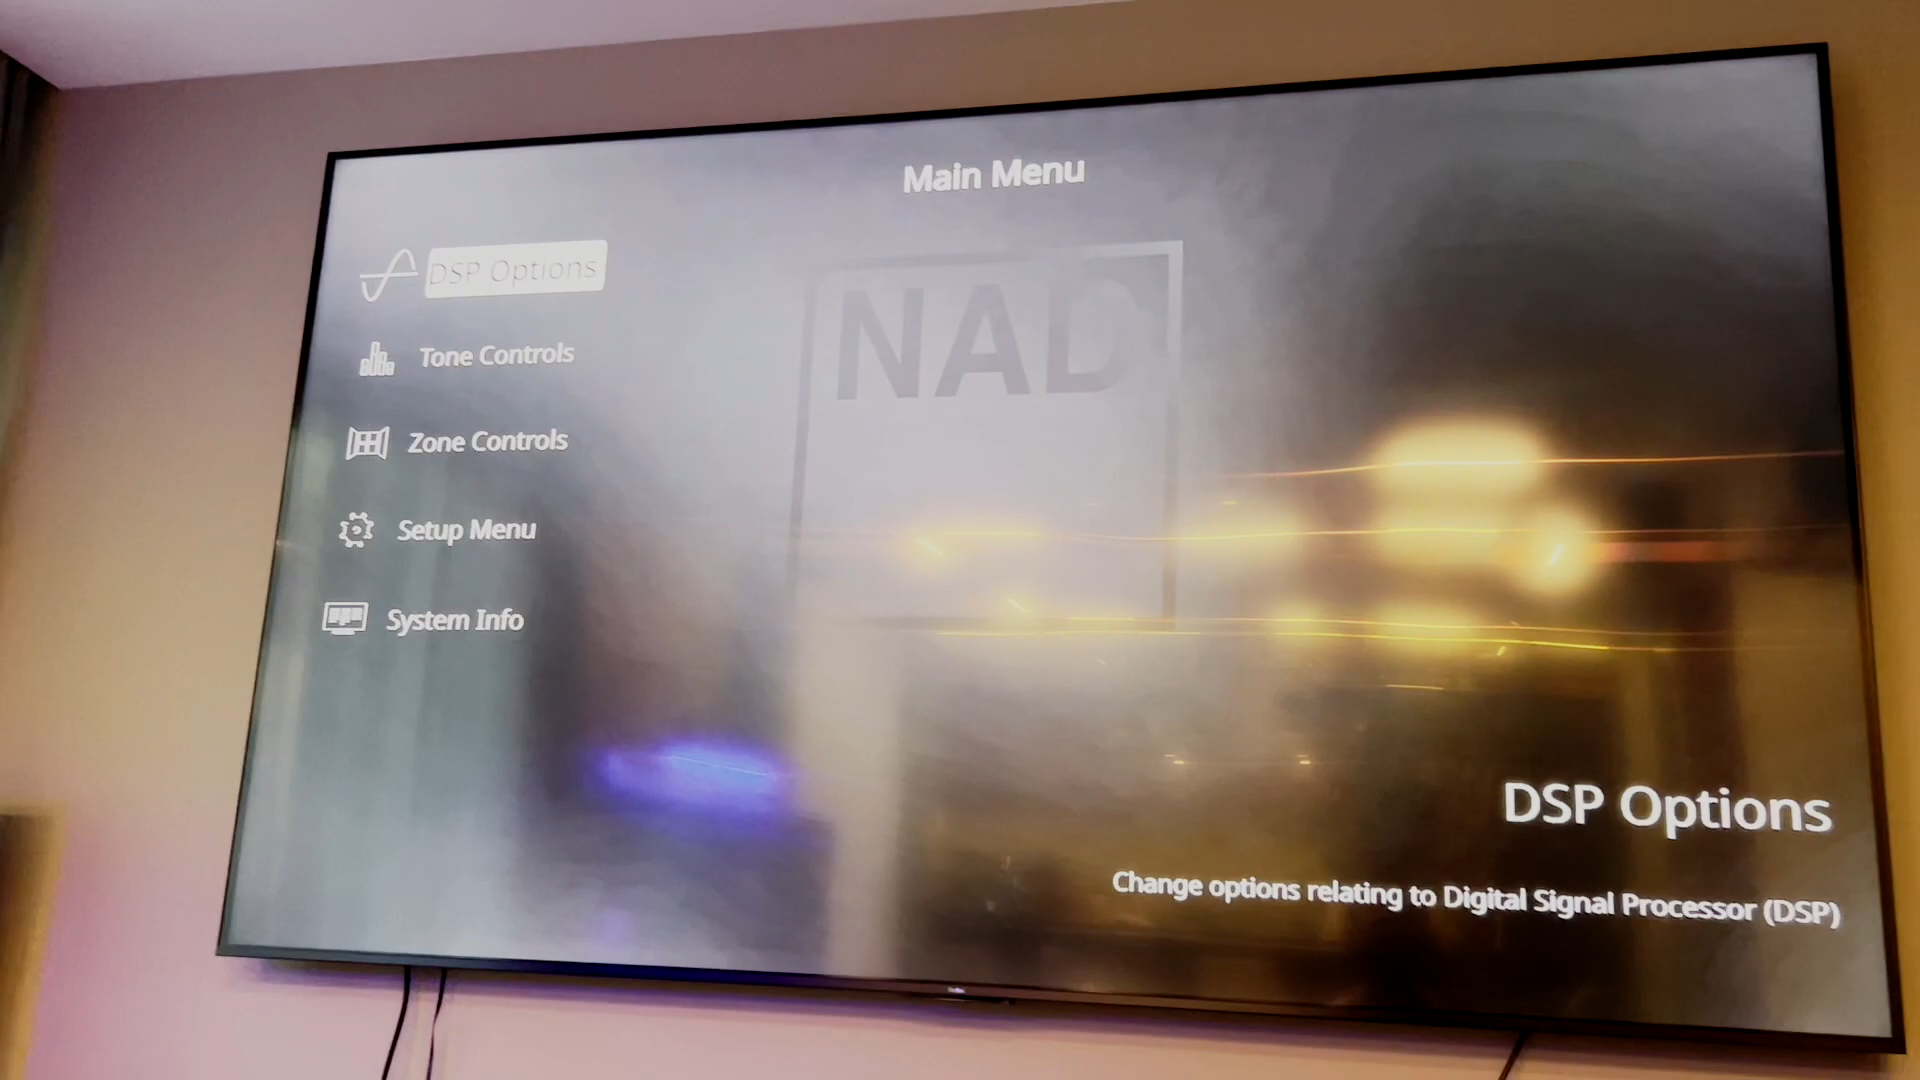 Main Menu
DSP Options
NAD
Tone Controls
Zone Controls
Setup Menu
System Info
DSP Options
Change options relating to Digital Signal Processor (DSP)